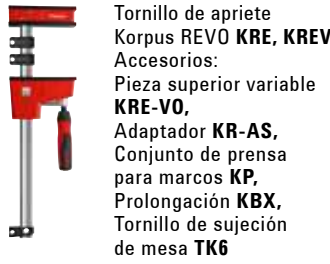 Tornillo de apriete
Korpus REVO KRE, KREV
Accesorios:
Pieza superior variable
KRE-VO,
Adaptador KR-AS,
Conjunto de prensa
para marcos KP,
Prolongación KBX,
Tornillo de sujeción
de mesa TK6